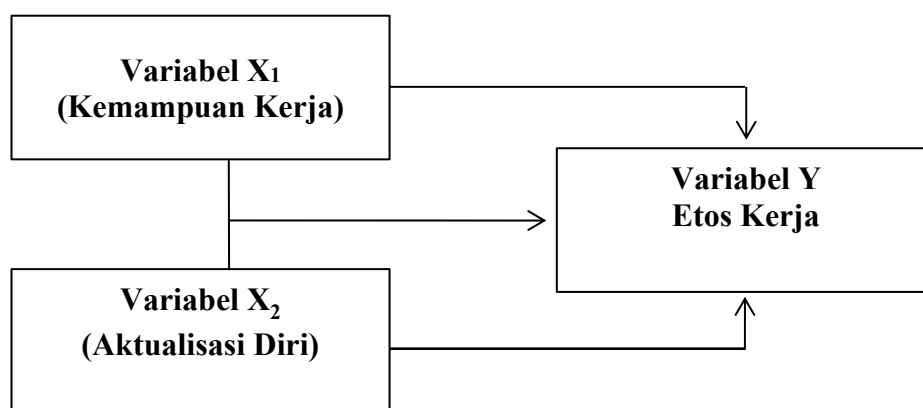 Variabel X₁
(Kemampuan Kerja)
Variabel Y
Etos Kerja
Variabel X₂
(Aktualisasi Diri)